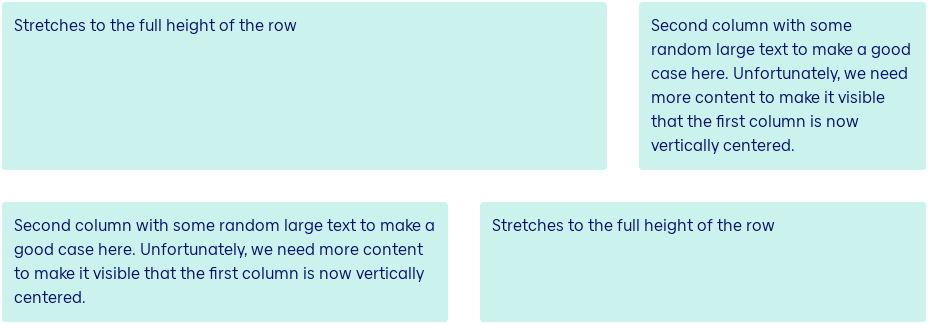 Stretches to the full height of the row
Second column with some
random large text to make a good
case here. Unfortunately, we need
more content to make it visible
that the first column is now
vertically centered.
Second column with some random large text to make a
good case here. Unfortunately, we need more content
to make it visible that the first column is now vertically
centered.
Stretches to the full height of the row